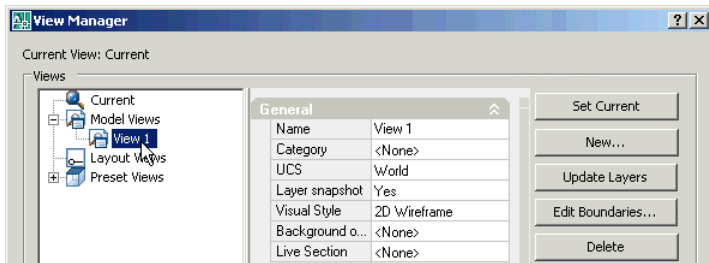 View Manager
Current View: Current
Views
Current
Model Views
View 1
Layout Views
Preset Views
General
Name View 1
Category <None>
UCS World
Layer snapshot Yes
Visual Style 2D Wireframe
Background o... <None>
Live Section <None>
Set Current
New...
Update Layers
Edit Boundaries...
Delete